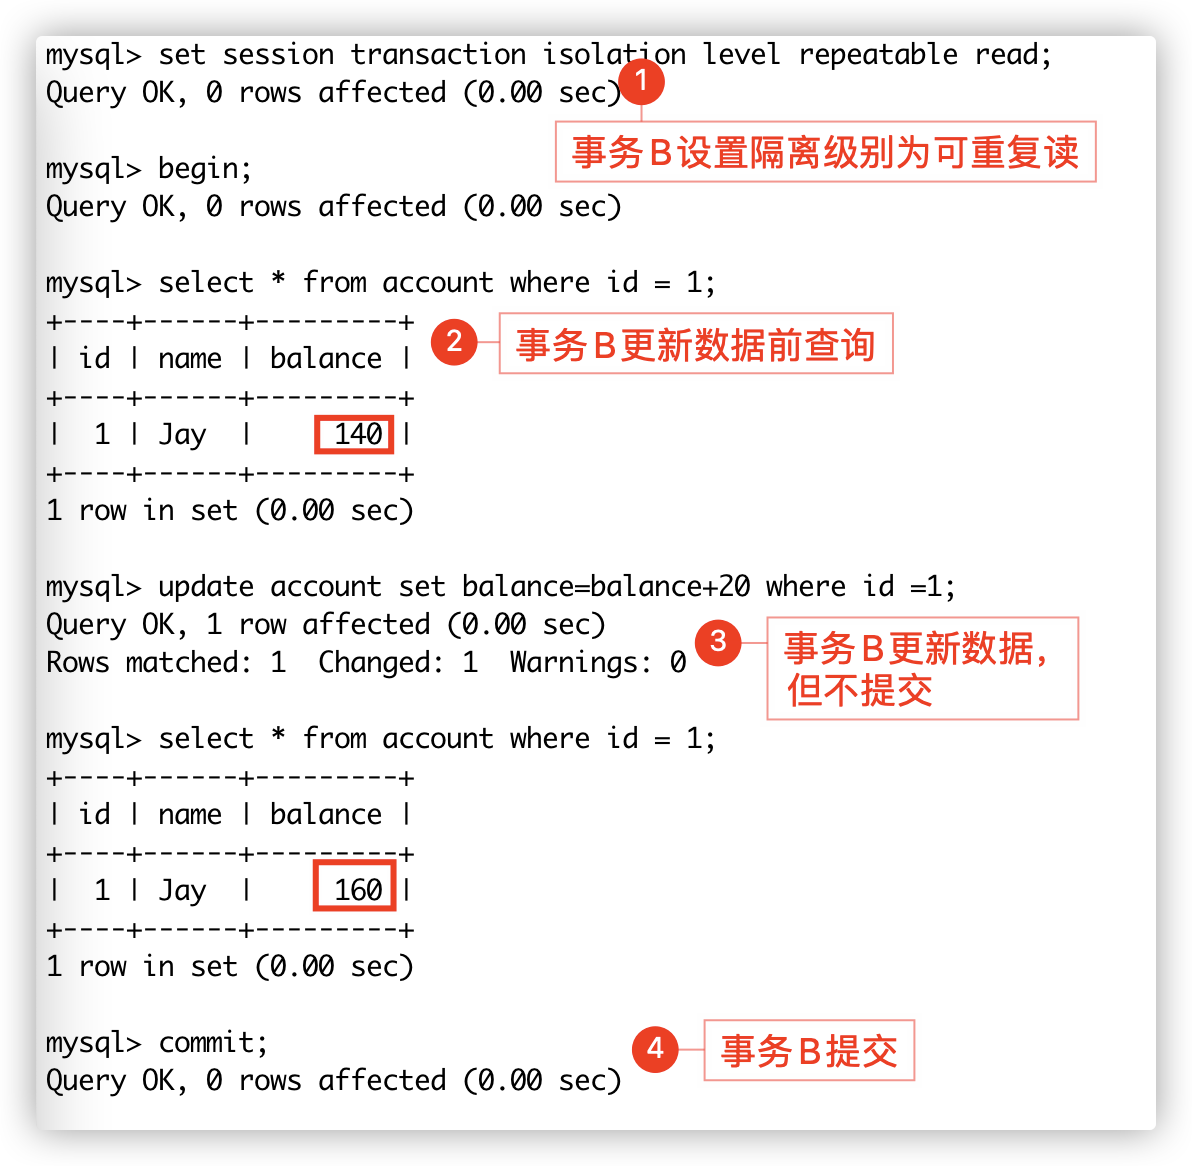 mysql> set session transaction isolation level repeatable read;
Query OK, 0 rows affected (0.00 sec)
1
事务B设置隔离级别为可重复读
mysql> begin;
Query OK, 0 rows affected (0.00 sec)
mysql> select * from account where id = 1;
+----+------+---------+
| id | name | balance |
+----+------+---------+
|  1 | Jay  |     140 |
+----+------+---------+
1 row in set (0.00 sec)
2
事务B更新数据前查询
mysql> update account set balance=balance+20 where id =1;
Query OK, 1 row affected (0.00 sec)
Rows matched: 1  Changed: 1  Warnings: 0
3
事务B更新数据，
但不提交
mysql> select * from account where id = 1;
+----+------+---------+
| id | name | balance |
+----+------+---------+
|  1 | Jay  |     160 |
+----+------+---------+
1 row in set (0.00 sec)
mysql> commit;
Query OK, 0 rows affected (0.00 sec)
4
事务B提交